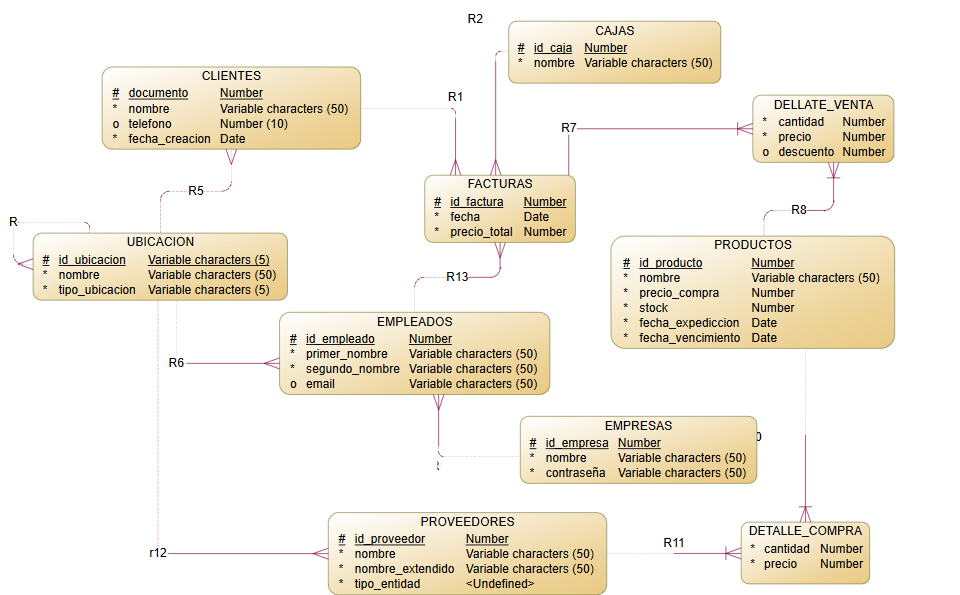 R2
CAJAS
# id_caja Number
* nombre Variable characters (50)
CLIENTES
# documento Number
* nombre Variable characters (50)
o telefono Number (10)
* fecha_creacion Date
R1
DELLATE_VENTA
* cantidad Number
* precio Number
o descuento Number
R7
FACTURAS
# id_factura Number
* fecha Date
* precio_total Number
R5
R8
R
UBICACION
# id_ubicacion Variable characters (5)
* nombre Variable characters (50)
* tipo_ubicacion Variable characters (5)
PRODUCTOS
# id_producto Number
* nombre Variable characters (50)
* precio_compra Number
* stock Number
* fecha_expediccion Date
* fecha_vencimiento Date
R13
EMPLEADOS
# id_empleado Number
* primer_nombre Variable characters (50)
* segundo_nombre Variable characters (50)
o email Variable characters (50)
R6
EMPRESAS
# id_empresa Number
* nombre Variable characters (50)
* contraseña Variable characters (50)
PROVEEDORES
# id_proveedor Number
* nombre Variable characters (50)
* nombre_extendido Variable characters (50)
* tipo_entidad <Undefined>
r12
R11
DETALLE_COMPRA
* cantidad Number
* precio Number